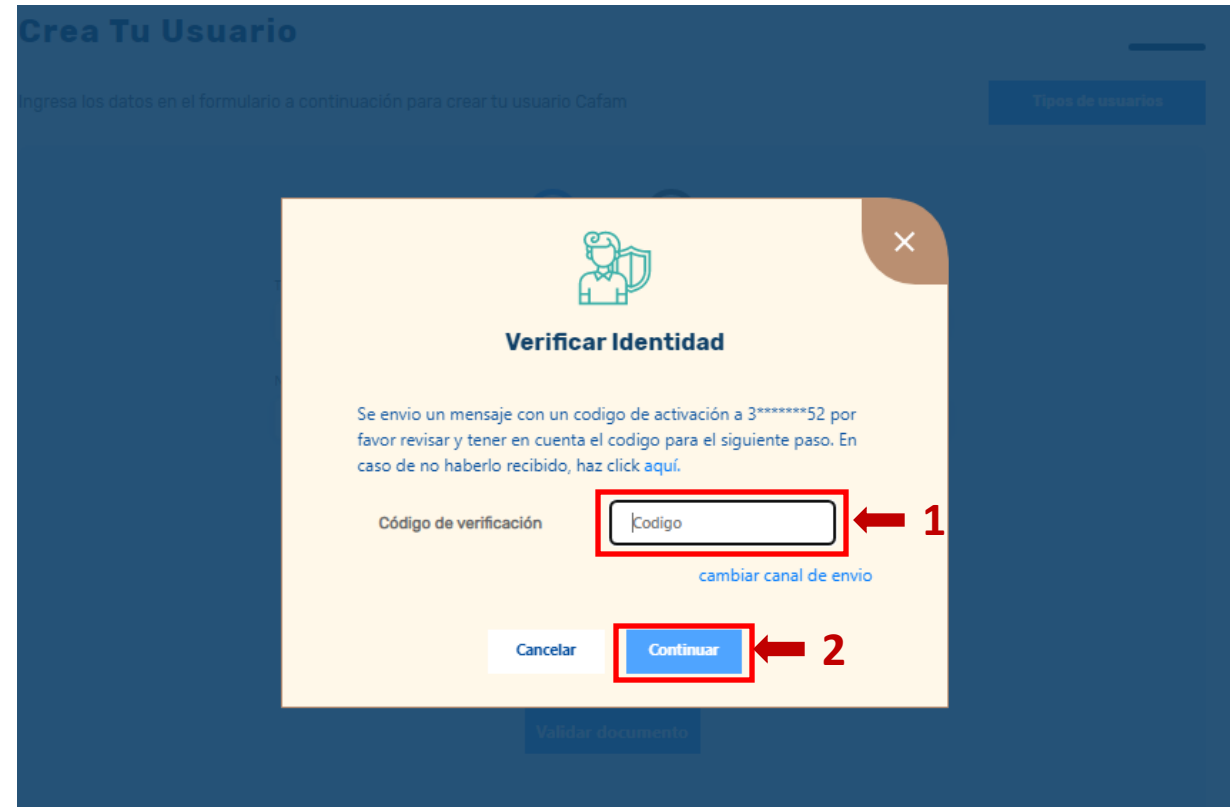 Crea Tu Usuario
Ingresa los datos en el formulario a continuación para crear tu usuario Cafam
Tipos de usuarios
Verificar Identidad
Se envio un mensaje con un codigo de activación a 3*******52 por
favor revisar y tener en cuenta el codigo para el siguiente paso. En
caso de no haberlo recibido, haz click aquí.
Código de verificación
Codigo
1
cambiar canal de envio
Cancelar
Continuar
2
Validar documento